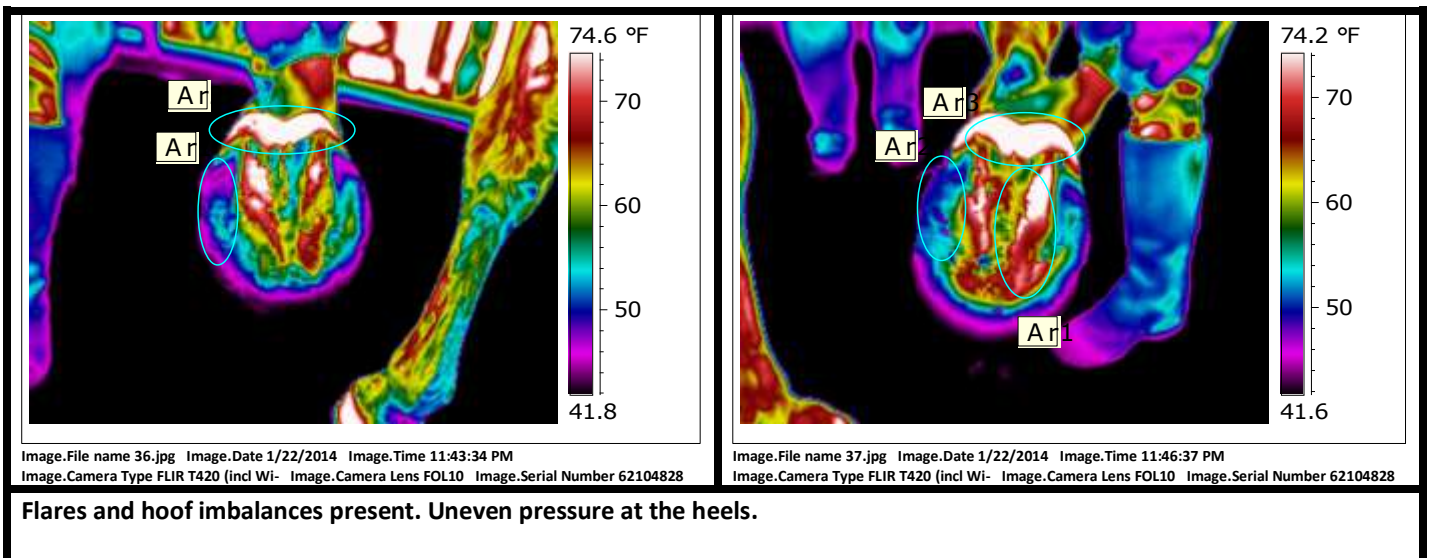 74.6 °F
Ar
Ar
70
60
50
41.8
74.2 °F
Ar3
Ar
70
60
50
Ar1
41.6
Image.File name 36.jpg Image.Date 1/22/2014 Image.Time 11:43:34 PM
Image.Camera Type FLIR T420 (incl Wi- Image.Camera Lens FOL10 Image.Serial Number 62104828
Image.File name 37.jpg Image.Date 1/22/2014 Image.Time 11:46:37 PM
Image.Camera Type FLIR T420 (incl Wi- Image.Camera Lens FOL10 Image.Serial Number 62104828
Flares and hoof imbalances present. Uneven pressure at the heels.